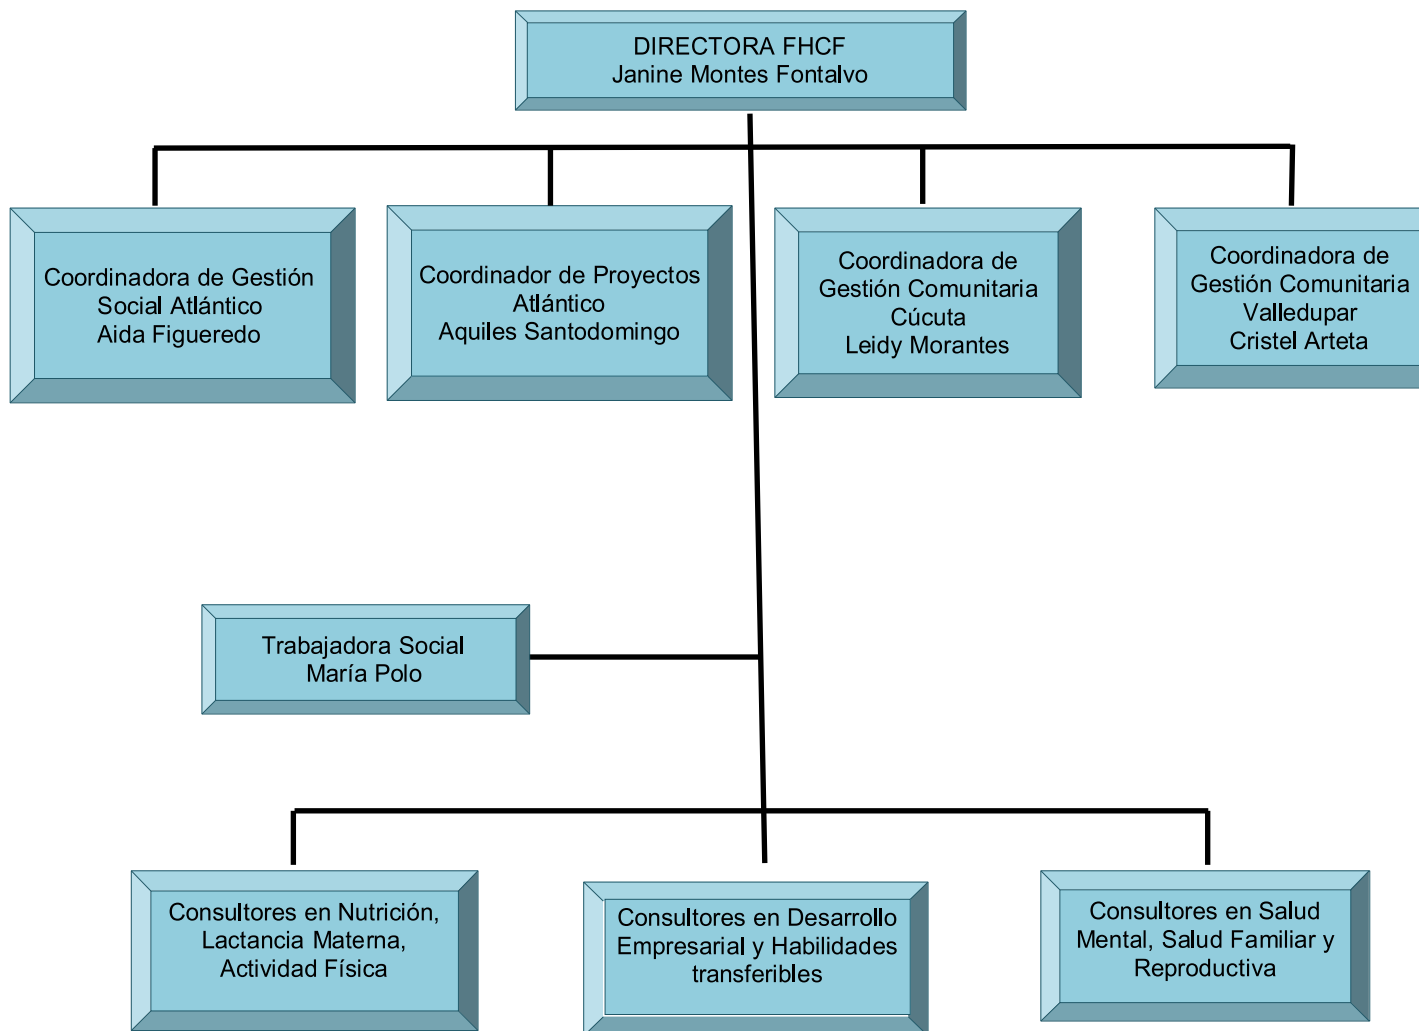 DIRECTORA FHCF
Janine Montes Fontalvo
Coordinadora de Gestión
Social Atlántico
Aida Figueredo
Coordinador de Proyectos
Atlántico
Aquiles Santodomingo
Coordinadora de
Gestión Comunitaria
Cúcuta
Leidy Morantes
Coordinadora de
Gestión Comunitaria
Valledupar
Cristel Arteta
Trabajadora Social
María Polo
Consultores en Nutrición,
Lactancia Materna,
Actividad Física
Consultores en Desarrollo
Empresarial y Habilidades
transferibles
Consultores en Salud
Mental, Salud Familiar y
Reproductiva